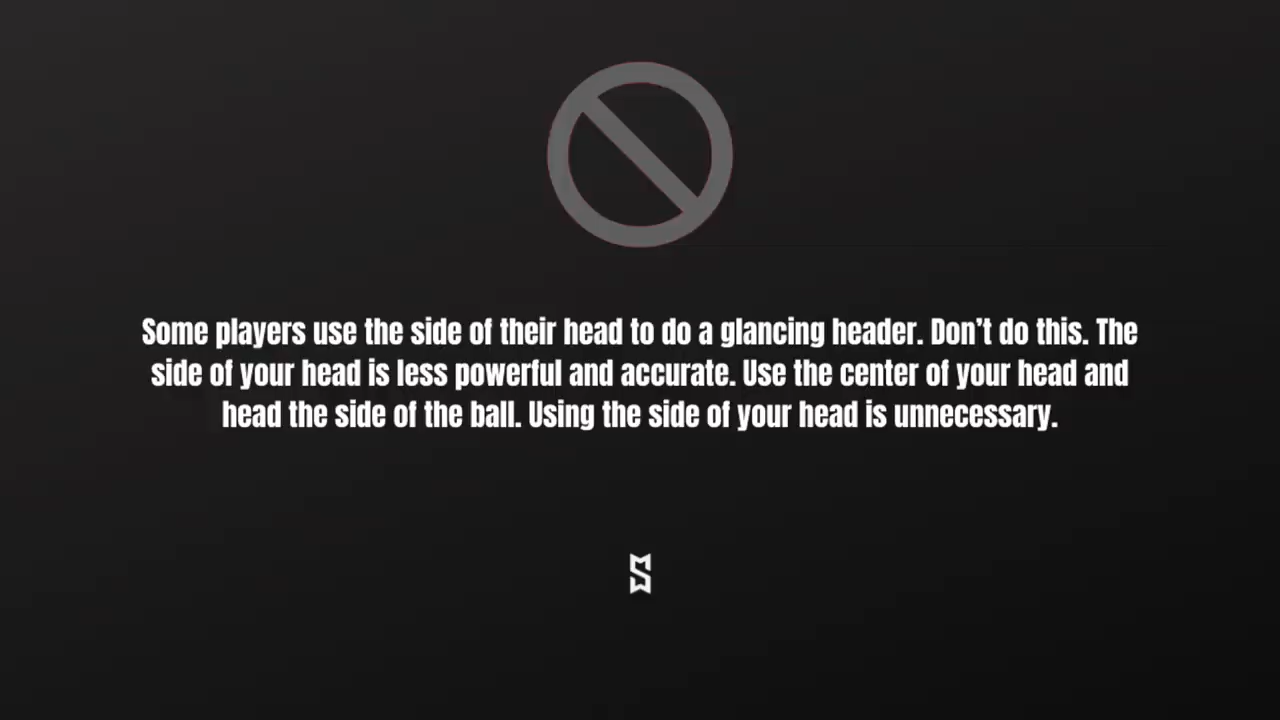 Some players use the side of their head to do a glancing header. Don’t do this. The
side of your head is less powerful and accurate. Use the center of your head and
head the side of the ball. Using the side of your head is unnecessary.
S